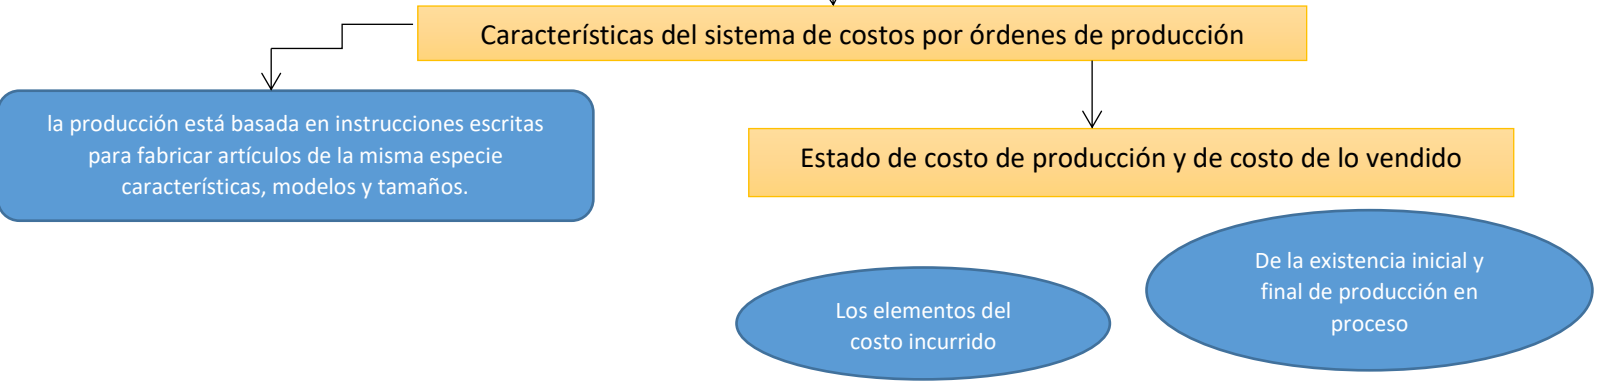 Características del sistema de costos por órdenes de producción
la producción está basada en instrucciones escritas
para fabricar artículos de la misma especie
características, modelos y tamaños.
Estado de costo de producción y de costo de lo vendido
Los elementos del
costo incurrido
De la existencia inicial y
final de producción en
proceso